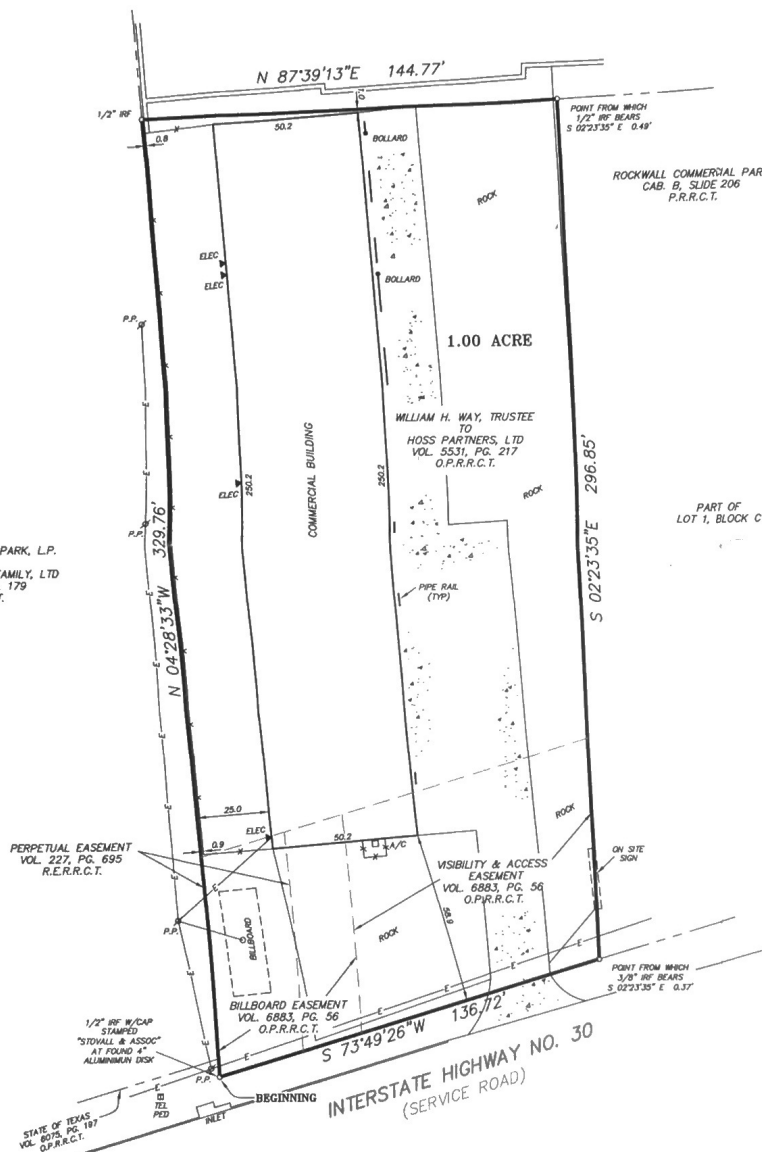 N 87°39'13"E 144.77'
1/2" IRF
0.8
50.2
BOLLARD
POINT FROM WHICH
1/2" IRF BEARS
S 02°23'35" E 0.49'
ROCKWALL COMMERCIAL PAR
CAB. B, SLIDE 206
P.R.R.C.T.
ROCK
ELEC
ELEC
BOLLARD
P.P.
1.00 ACRE
WILLIAM H. WAY, TRUSTEE
TO
HOSS PARTNERS, LTD
VOL. 5531, PG. 217
O.P.R.R.C.T.
COMMERCIAL BUILDING
ELEC
250.2
250.2
ROCK
S 02°23'35"E 296.85'
PART OF
LOT 1, BLOCK C
P.P.
N 04°28'33"W 329.76'
PARK, L.P.
AMILY, LTD
179
T.
E
E
E
E
E
PIPE RAIL
(TYP)
25.0
ELEC
50.2
0.9
A/C
ROCK
PERPETUAL EASEMENT
VOL. 227, PG. 695
R.E.R.R.C.T.
VISIBILITY & ACCESS
EASEMENT
VOL. 6883, PG. 56
O.P.R.R.C.T.
ON SITE
SIGN
E
BILLBOARD
P.P.
ROCK
58.9
E
E
E
E
POINT FROM WHICH
3/8" IRF BEARS
S 02°23'35" E 0.37'
BILLBOARD EASEMENT
VOL. 6883, PG. 56
O.P.R.R.C.T.
1/2" IRF W/CAP
STAMPED
"STOVALL & ASSOC"
AT FOUND 4"
ALUMINIMUN DISK
S 73°49'26"W 136.72'
P.P.
BEGINNING
INTERSTATE HIGHWAY NO. 30
(SERVICE ROAD)
E
TEL
PED
INLET
STATE OF TEXAS
VOL. 6075, PG. 197
O.P.R.R.C.T.